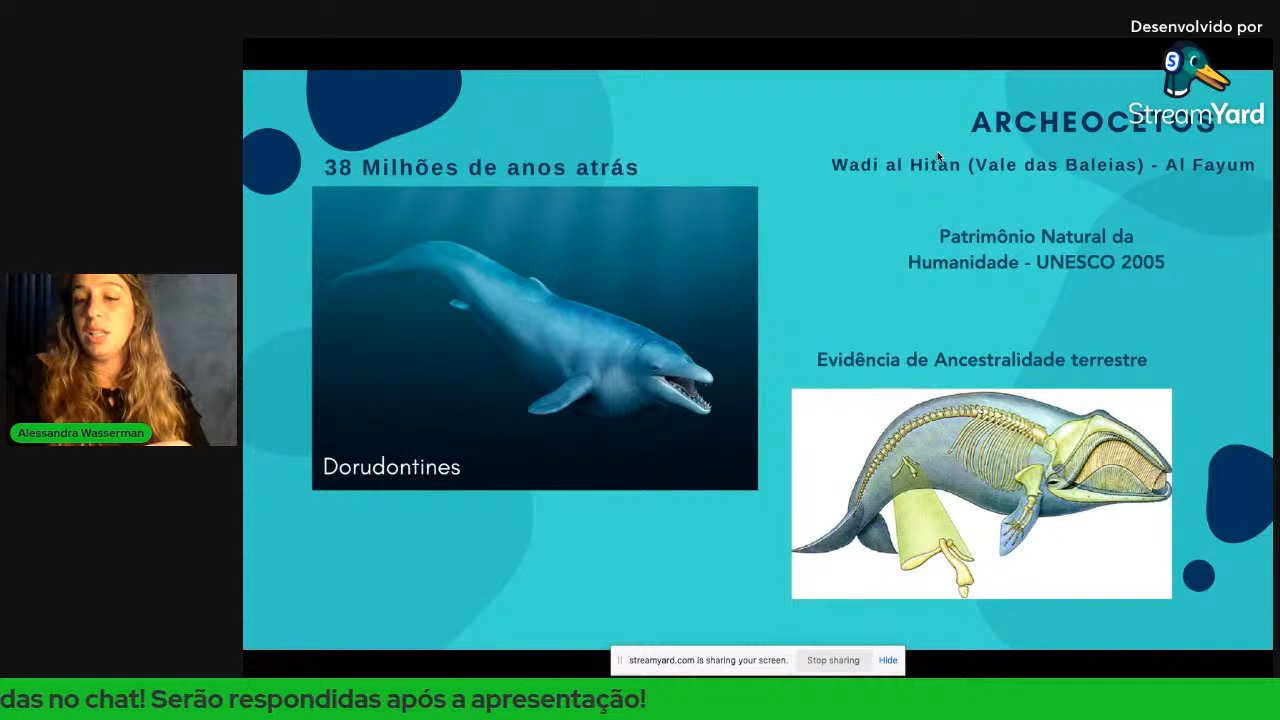 Desenvolvido por
StreamYard
ARCHEOCETOS
Wadi al Hitan (Vale das Baleias) - Al Fayum
38 Milhões de anos atrás
Patrimônio Natural da
Humanidade - UNESCO 2005
Evidência de Ancestralidade terrestre
Dorudontines
Alessandra Wasserman
streamyard.com is sharing your screen.
Stop sharing
Hide
das no chat! Serão respondidas após a apresentação!